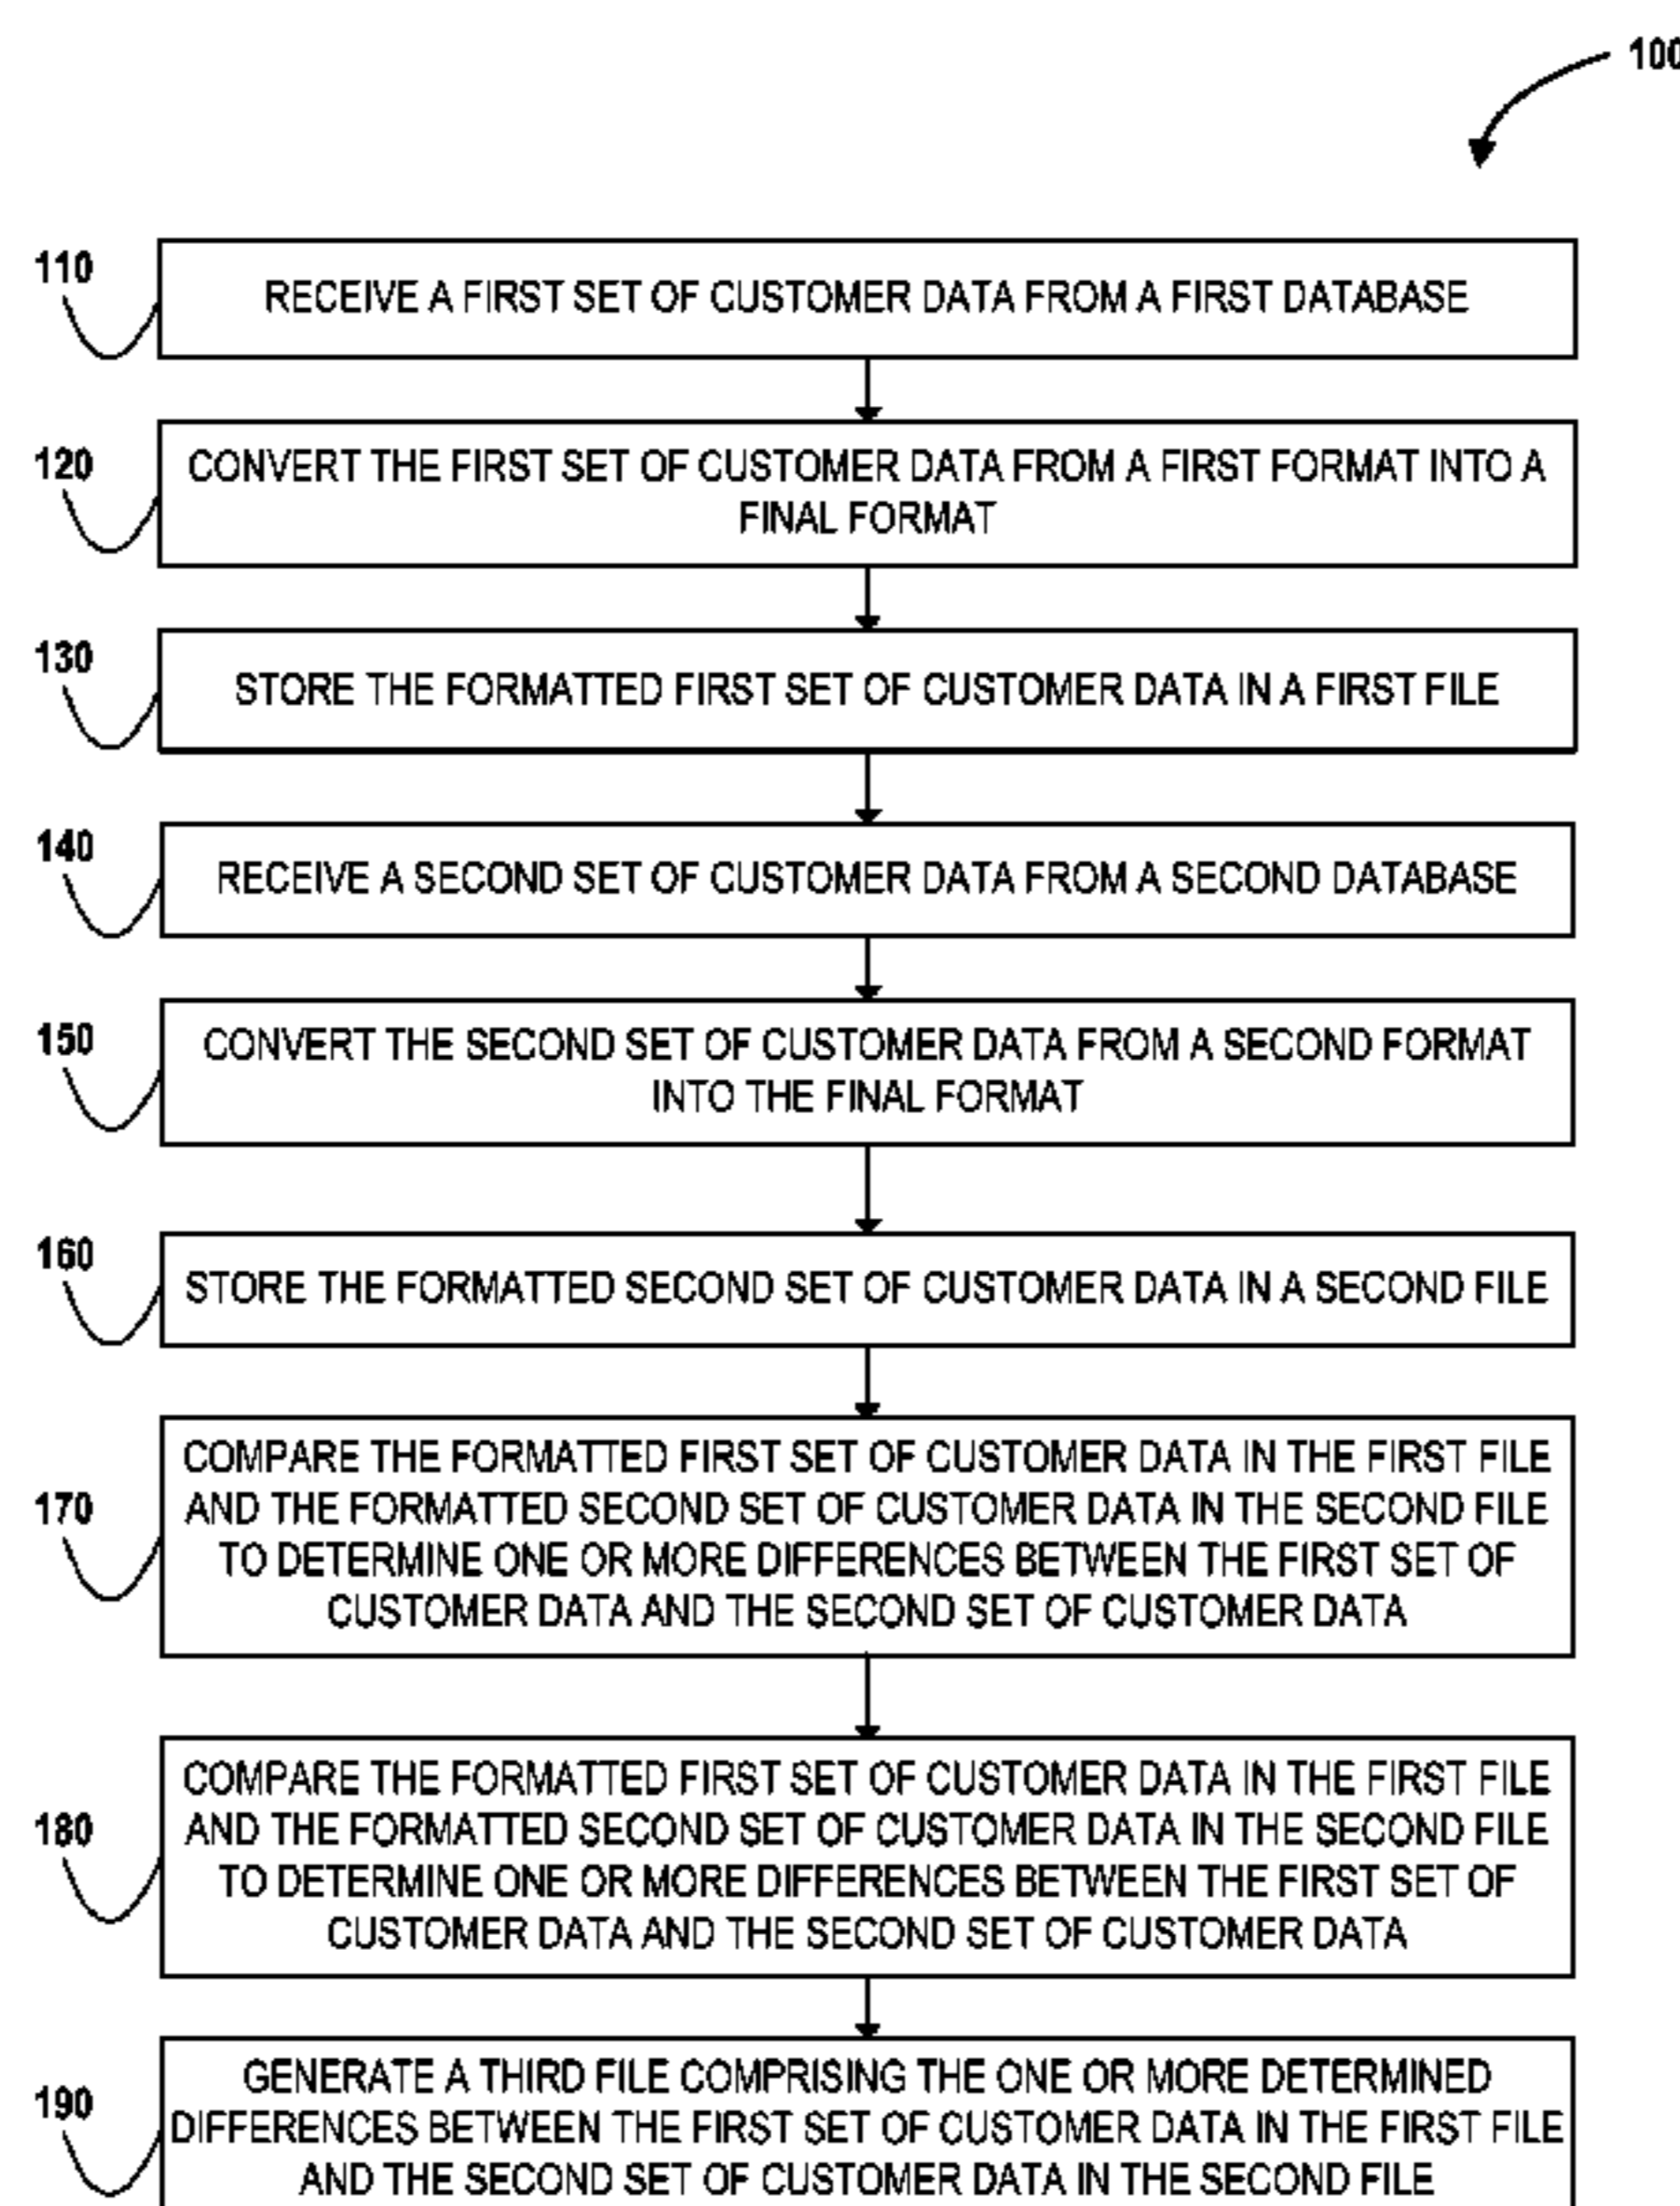 100
110
RECEIVE A FIRST SET OF CUSTOMER DATA FROM A FIRST DATABASE
120
CONVERT THE FIRST SET OF CUSTOMER DATA FROM A FIRST FORMAT INTO A
FINAL FORMAT
130
STORE THE FORMATTED FIRST SET OF CUSTOMER DATA IN A FIRST FILE
140
RECEIVE A SECOND SET OF CUSTOMER DATA FROM A SECOND DATABASE
150
CONVERT THE SECOND SET OF CUSTOMER DATA FROM A SECOND FORMAT
INTO THE FINAL FORMAT
160
STORE THE FORMATTED SECOND SET OF CUSTOMER DATA IN A SECOND FILE
170
COMPARE THE FORMATTED FIRST SET OF CUSTOMER DATA IN THE FIRST FILE
AND THE FORMATTED SECOND SET OF CUSTOMER DATA IN THE SECOND FILE
TO DETERMINE ONE OR MORE DIFFERENCES BETWEEN THE FIRST SET OF
CUSTOMER DATA AND THE SECOND SET OF CUSTOMER DATA
180
COMPARE THE FORMATTED FIRST SET OF CUSTOMER DATA IN THE FIRST FILE
AND THE FORMATTED SECOND SET OF CUSTOMER DATA IN THE SECOND FILE
TO DETERMINE ONE OR MORE DIFFERENCES BETWEEN THE FIRST SET OF
CUSTOMER DATA AND THE SECOND SET OF CUSTOMER DATA
190
GENERATE A THIRD FILE COMPRISING THE ONE OR MORE DETERMINED
DIFFERENCES BETWEEN THE FIRST SET OF CUSTOMER DATA IN THE FIRST FILE
AND THE SECOND SET OF CUSTOMER DATA IN THE SECOND FILE